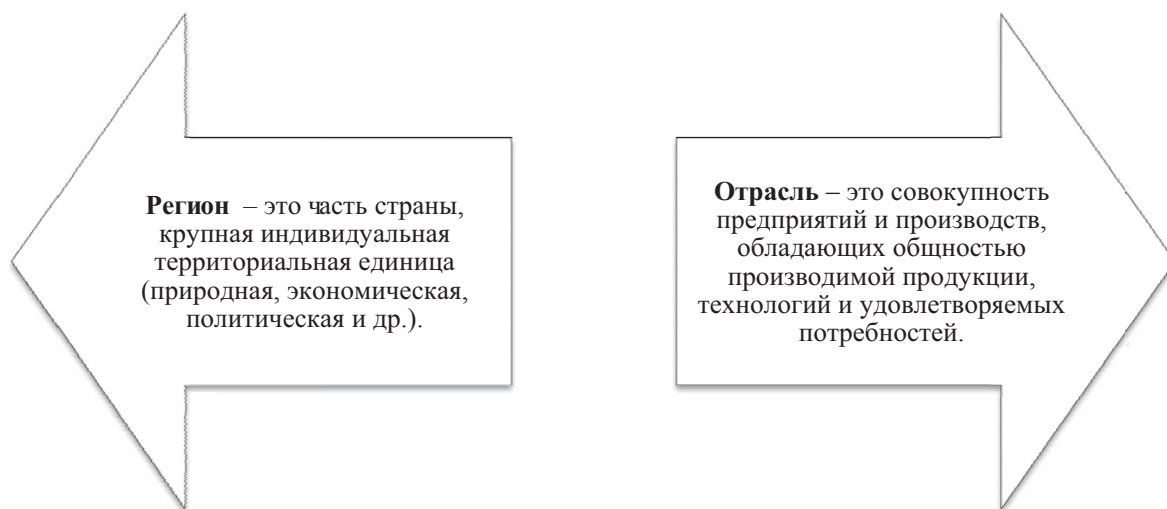 Регион – это часть страны,
крупная индивидуальная
территориальная единица
(природная, экономическая,
политическая и др.).
Отрасль – это совокупность
предприятий и производств,
обладающих общностью
производимой продукции,
технологий и удовлетворяемых
потребностей.